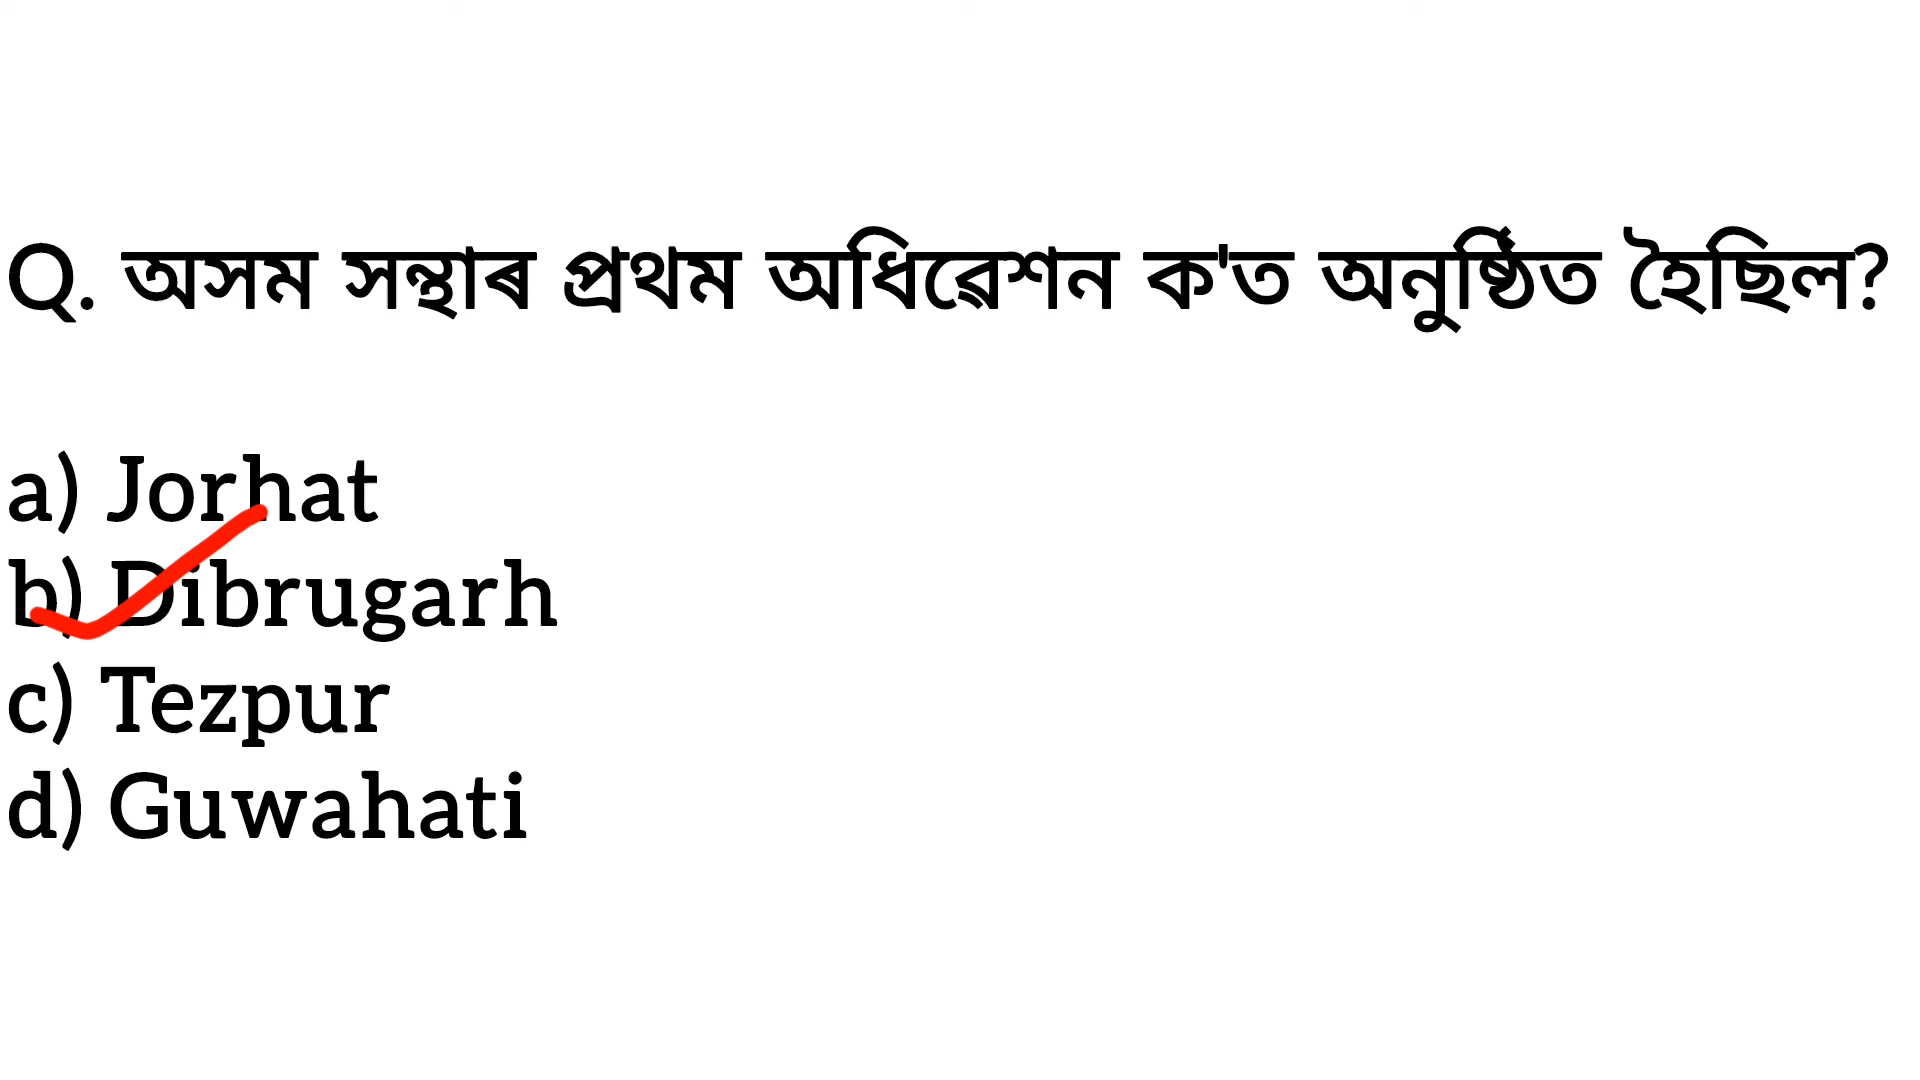 Q. অসম সন্থাৰ প্ৰথম অধিৱেশন ক'ত অনুষ্ঠিত হৈছিল?
a) Jorhat
b) Dibrugarh
c) Tezpur
d) Guwahati